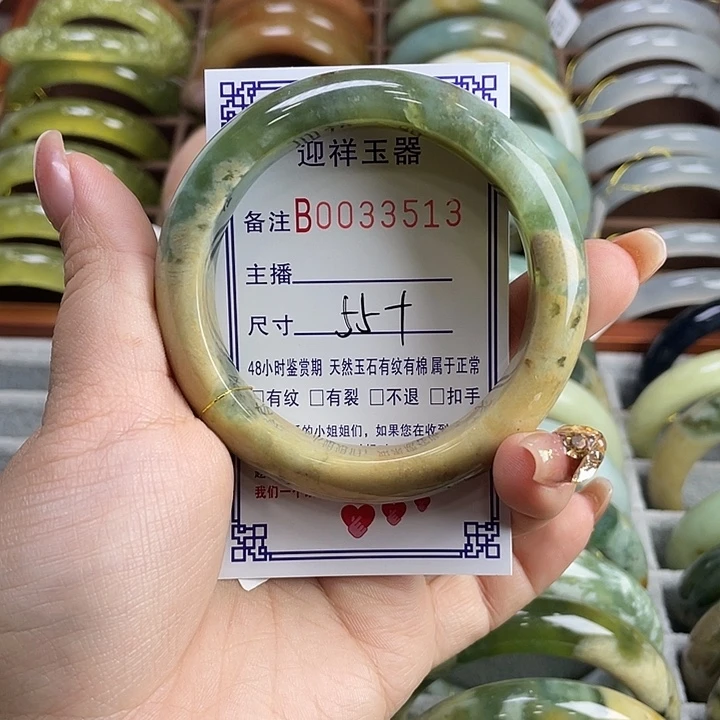 迎祥玉器
备注B0033513
主播
尺寸 55+
48小时鉴赏期 天然玉石有纹有棉 属于正常
□有纹 □有裂 □不退 □扣手
的小姐姐们，如果您在收到
我们一个